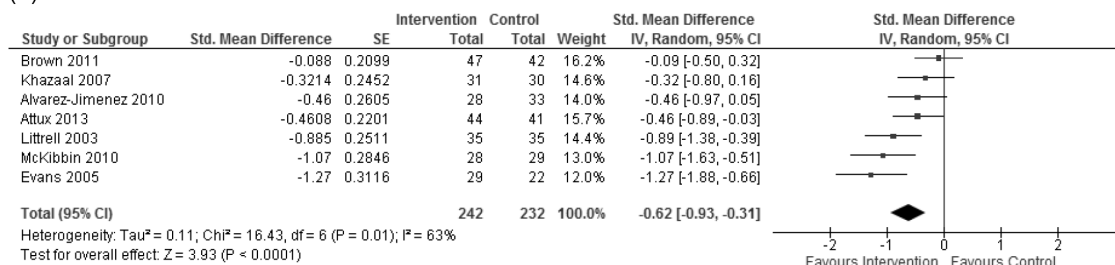 Intervention Control Std. Mean Difference Std. Mean Difference
Study or Subgroup Std. Mean Difference SE Total Total Weight IV, Random, 95% CI IV, Random, 95% CI
Brown 2011 -0.088 0.2099 47 42 16.2% -0.09 [-0.50, 0.32]
Khazaal 2007 -0.3214 0.2452 31 30 14.6% -0.32 [-0.80, 0.16]
Alvarez-Jimenez 2010 -0.46 0.2605 28 33 14.0% -0.46 [-0.97, 0.05]
Attux 2013 -0.4608 0.2201 44 41 15.7% -0.46 [-0.89, -0.03]
Littrell 2003 -0.885 0.2511 35 35 14.4% -0.89 [-1.38, -0.39]
McKibbin 2010 -1.07 0.2846 28 29 13.0% -1.07 [-1.63, -0.51]
Evans 2005 -1.27 0.3116 29 22 12.0% -1.27 [-1.88, -0.66]
Total (95% CI) 242 232 100.0% -0.62 [-0.93, -0.31]
Heterogeneity: Tau² = 0.11; Chi² = 16.43, df = 6 (P = 0.01); I² = 63%
Test for overall effect: Z = 3.93 (P < 0.0001)
-2 -1 0 1 2
Favours Intervention Favours Control